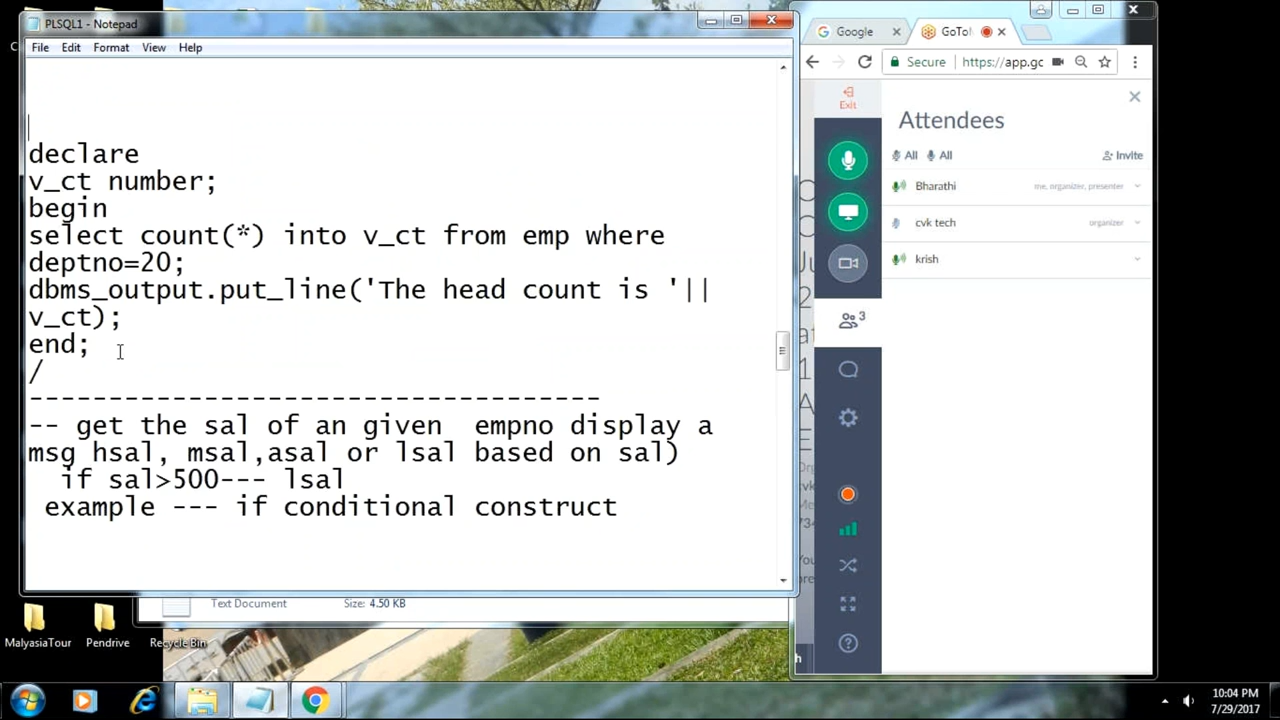 PLSQL1 - Notepad
File Edit Format View Help
declare
v_ct number;
begin
select count(*) into v_ct from emp where
deptno=20;
dbms_output.put_line('The head count is '||
v_ct);
end;
/
------------------------------------
-- get the sal of an given  empno display a
msg hsal, msal,asal or lsal based on sal)
  if sal>500--- lsal
 example --- if conditional construct
Text Document Size: 4.50 KB
MalyasiaTour Pendrive Recycle Bin
Google GoTo
Secure https://app.gc
Exit
Attendees
All All Invite
Bharathi me, organizer, presenter
cvk tech organizer
krish
3
10:04 PM
7/29/2017